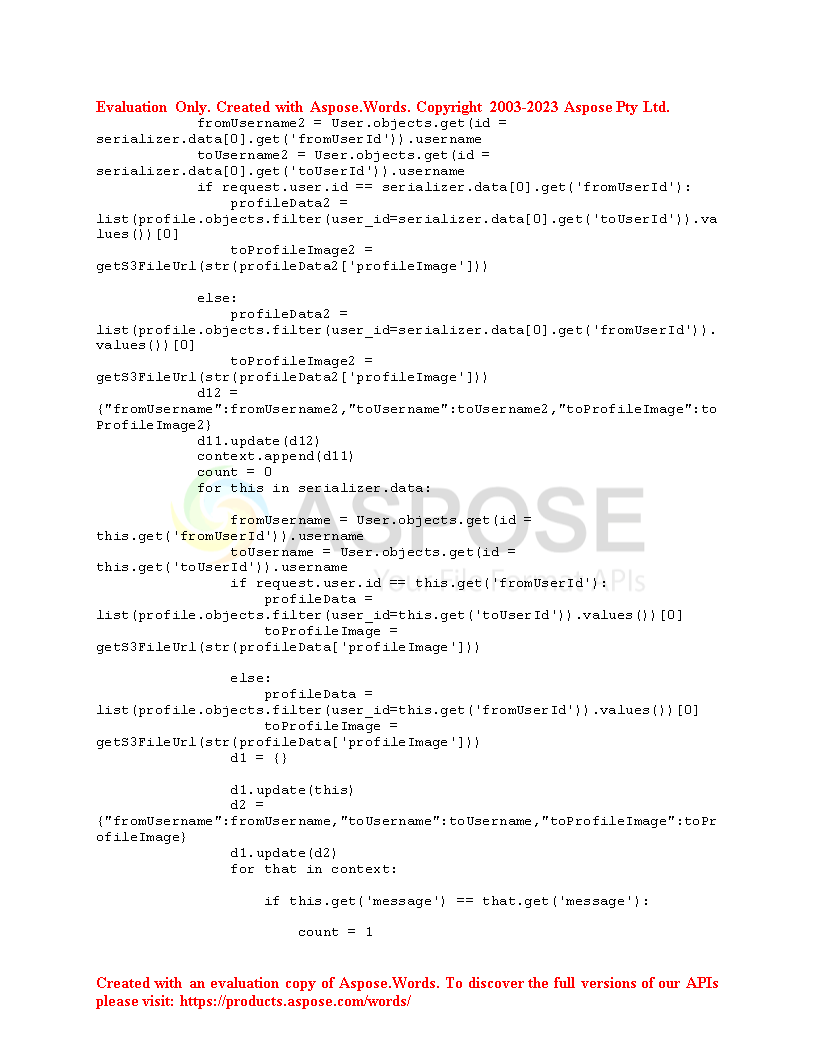 Evaluation Only. Created with Aspose.Words. Copyright 2003-2023 Aspose Pty Ltd.
            fromUsername2 = User.objects.get(id =
serializer.data[0].get('fromUserId')).username
            toUsername2 = User.objects.get(id =
serializer.data[0].get('toUserId')).username
            if request.user.id == serializer.data[0].get('fromUserId'):
                profileData2 =
list(profile.objects.filter(user_id=serializer.data[0].get('toUserId')).va
lues())[0]
                toProfileImage2 =
getS3FileUrl(str(profileData2['profileImage']))
            else:
                profileData2 =
list(profile.objects.filter(user_id=serializer.data[0].get('fromUserId')).
values())[0]
                toProfileImage2 =
getS3FileUrl(str(profileData2['profileImage']))
            d12 =
{"fromUsername":fromUsername2,"toUsername":toUsername2,"toProfileImage":to
ProfileImage2}
            d11.update(d12)
            context.append(d11)
            count = 0
            for this in serializer.data:
ASPOSE
                fromUsername = User.objects.get(id =
this.get('fromUserId')).username
                toUsername = User.objects.get(id =
this.get('toUserId')).username
Your File Format APIs
                if request.user.id == this.get('fromUserId'):
                    profileData =
list(profile.objects.filter(user_id=this.get('toUserId')).values())[0]
                    toProfileImage =
getS3FileUrl(str(profileData['profileImage']))
                else:
                    profileData =
list(profile.objects.filter(user_id=this.get('fromUserId')).values())[0]
                    toProfileImage =
getS3FileUrl(str(profileData['profileImage']))
                d1 = {}
                d1.update(this)
                d2 =
{"fromUsername":fromUsername,"toUsername":toUsername,"toProfileImage":toPr
ofileImage}
                d1.update(d2)
                for that in context:
                    if this.get('message') == that.get('message'):
                        count = 1
Created with an evaluation copy of Aspose.Words. To discover the full versions of our APIs
please visit: https://products.aspose.com/words/